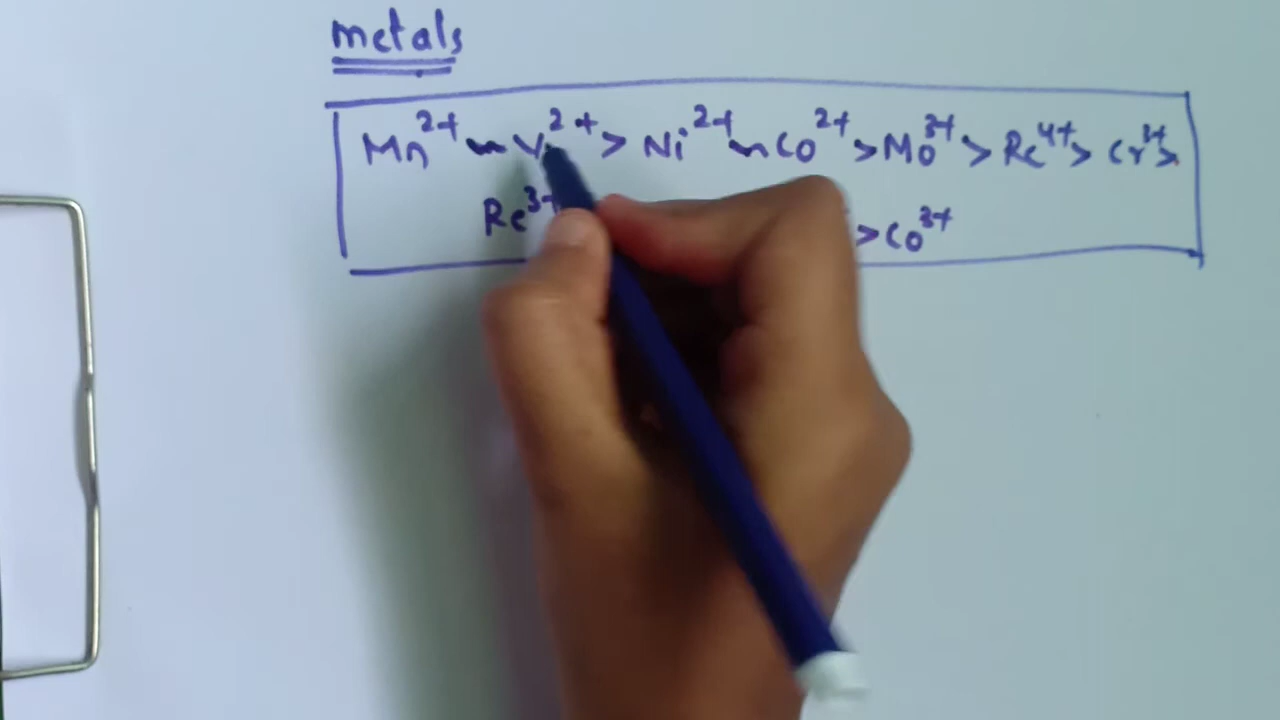 metals
Mn²⁺ ~ V²⁺ > Ni²⁺ ~ Co²⁺ > Mo³⁺ > Re⁴⁺ > Cr³⁺ >
Re³⁺ > Co³⁺